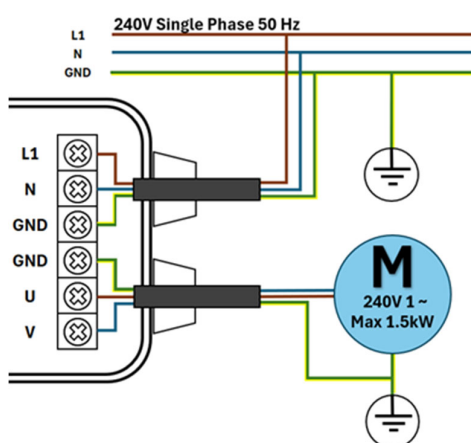 240V Single Phase 50 Hz
L1
N
GND
L1
N
GND
GND
U
V
M
240V 1 ~
Max 1.5kW